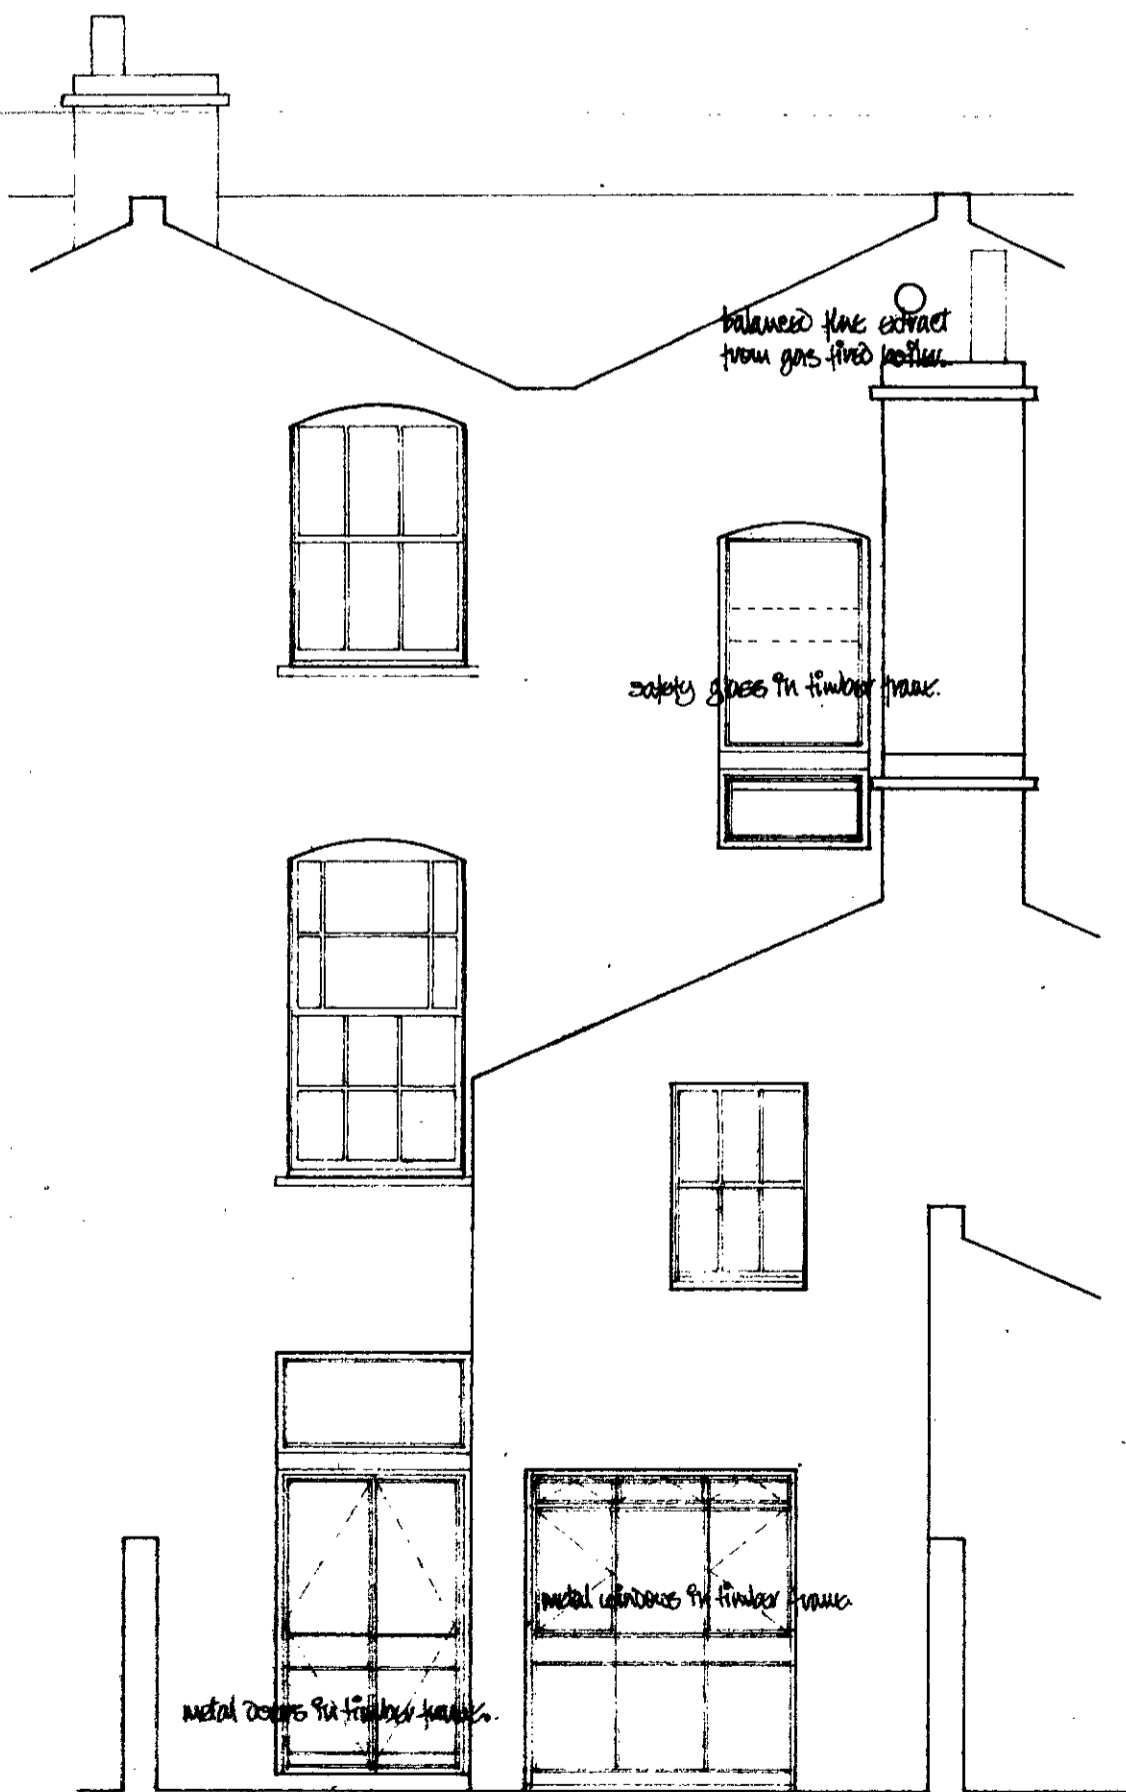 balanced flue extract
from gas fired boiler.
safety glass in timber frame.
metal windows in timber frame
metal doors in timber frame.